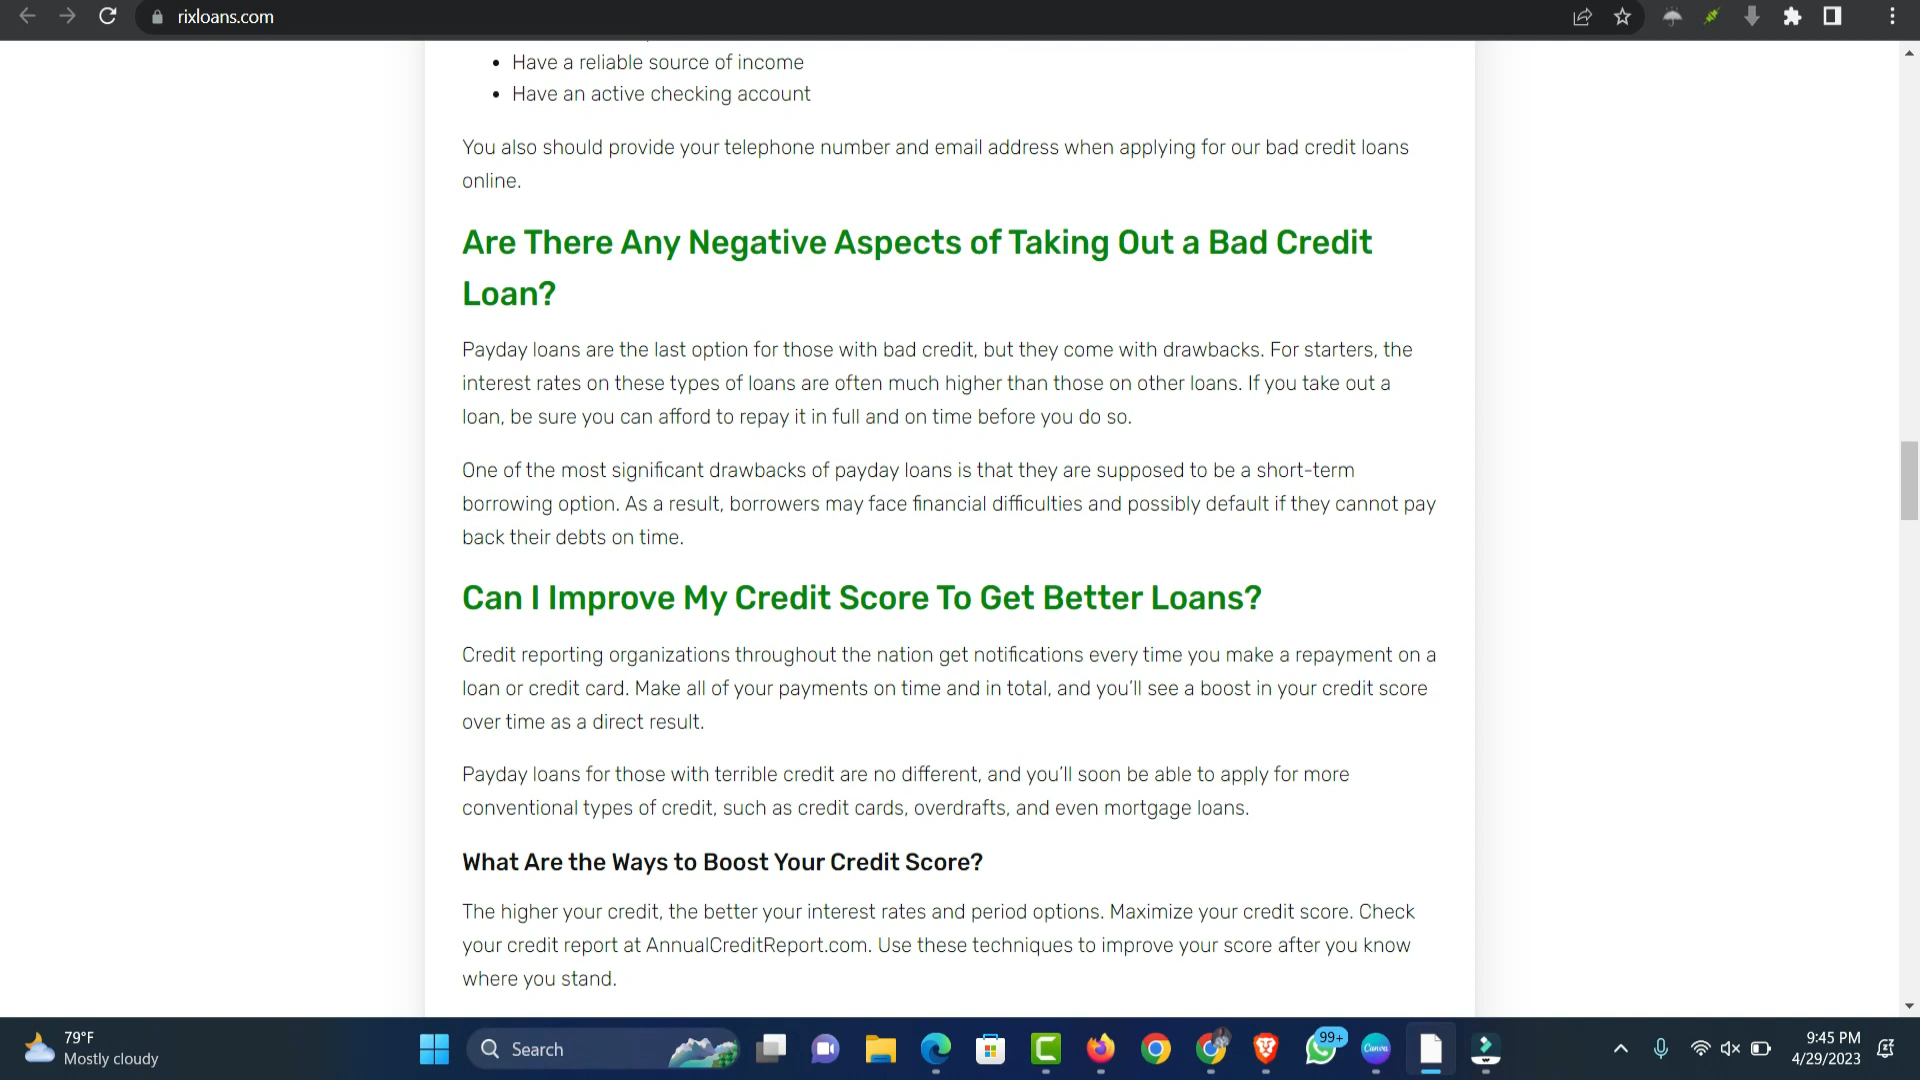 rixloans.com
Have a reliable source of income
Have an active checking account
You also should provide your telephone number and email address when applying for our bad credit loans
online.
Are There Any Negative Aspects of Taking Out a Bad Credit
Loan?
Payday loans are the last option for those with bad credit, but they come with drawbacks. For starters, the
interest rates on these types of loans are often much higher than those on other loans. If you take out a
loan, be sure you can afford to repay it in full and on time before you do so.
One of the most significant drawbacks of payday loans is that they are supposed to be a short-term
borrowing option. As a result, borrowers may face financial difficulties and possibly default if they cannot pay
back their debts on time.
Can I Improve My Credit Score To Get Better Loans?
Credit reporting organizations throughout the nation get notifications every time you make a repayment on a
loan or credit card. Make all of your payments on time and in total, and you'll see a boost in your credit score
over time as a direct result.
Payday loans for those with terrible credit are no different, and you'll soon be able to apply for more
conventional types of credit, such as credit cards, overdrafts, and even mortgage loans.
What Are the Ways to Boost Your Credit Score?
The higher your credit, the better your interest rates and period options. Maximize your credit score. Check
your credit report at AnnualCreditReport.com. Use these techniques to improve your score after you know
where you stand.
79°F
Mostly cloudy
Search
99+
Canva
9:45 PM
4/29/2023